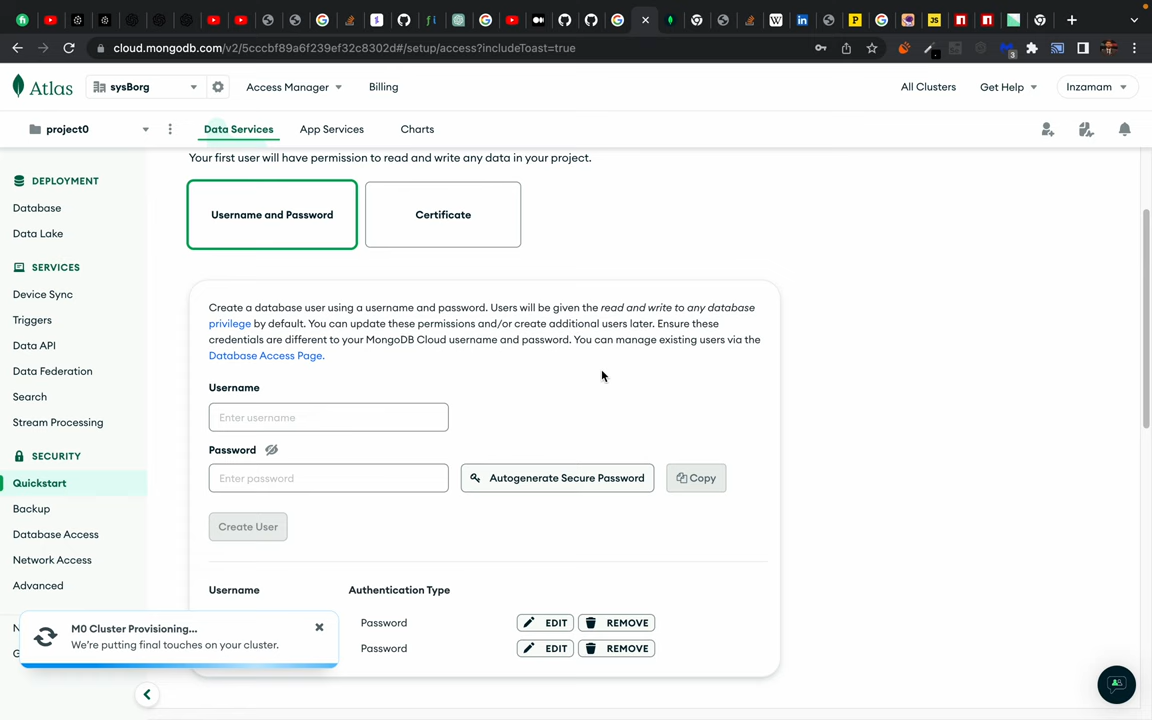 cloud.mongodb.com/v2/5cccbf89a6f239ef32c8302d#/setup/access?includeToast=true
3
Atlas
sysBorg
Access Manager
Billing
All Clusters
Get Help
Inzamam
project0
Data Services
App Services
Charts
DEPLOYMENT
Database
Data Lake
SERVICES
Device Sync
Triggers
Data API
Data Federation
Search
Stream Processing
SECURITY
Quickstart
Backup
Database Access
Network Access
Advanced
Your first user will have permission to read and write any data in your project.
Username and Password
Certificate
Create a database user using a username and password. Users will be given the read and write to any database
privilege by default. You can update these permissions and/or create additional users later. Ensure these
credentials are different to your MongoDB Cloud username and password. You can manage existing users via the
Database Access Page.
Username
Enter username
Password
Enter password
Autogenerate Secure Password
Copy
Create User
Username
Authentication Type
Password
EDIT
REMOVE
Password
EDIT
REMOVE
M0 Cluster Provisioning...
We're putting final touches on your cluster.